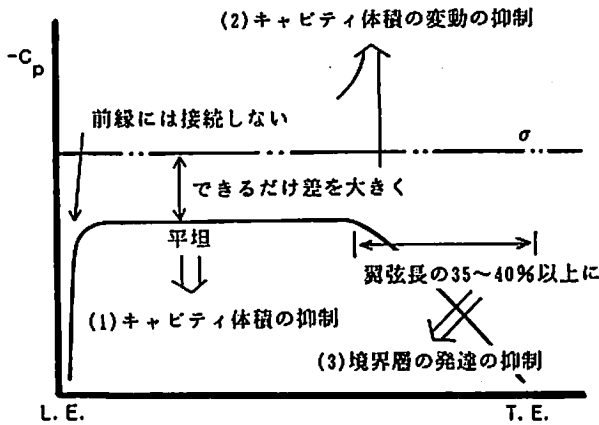 (2)キャビティ体積の変動の抑制
-Cp
前縁には接続しない
σ
できるだけ差を大きく
平坦
翼弦長の35～40%以上に
(1)キャビティ体積の抑制
(3)境界層の発達の抑制
L. E.
T. E.